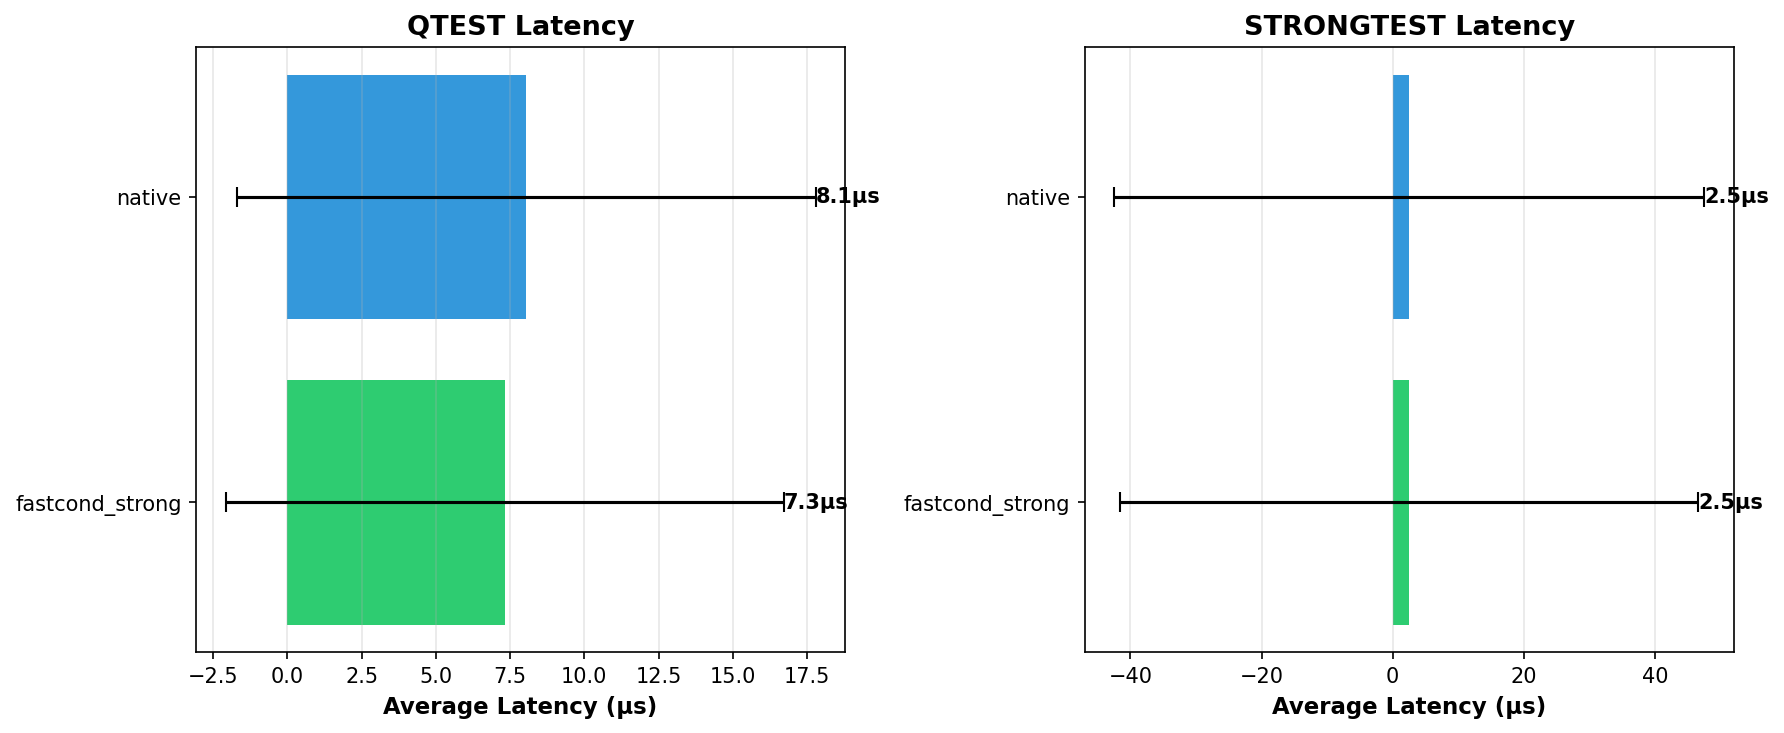 QTEST Latency
native
8.1µs
fastcond_strong
7.3µs
−2.5 0.0 2.5 5.0 7.5 10.0 12.5 15.0 17.5
Average Latency (µs)
STRONGTEST Latency
native
2.5µs
fastcond_strong
2.5µs
−40 −20 0 20 40
Average Latency (µs)